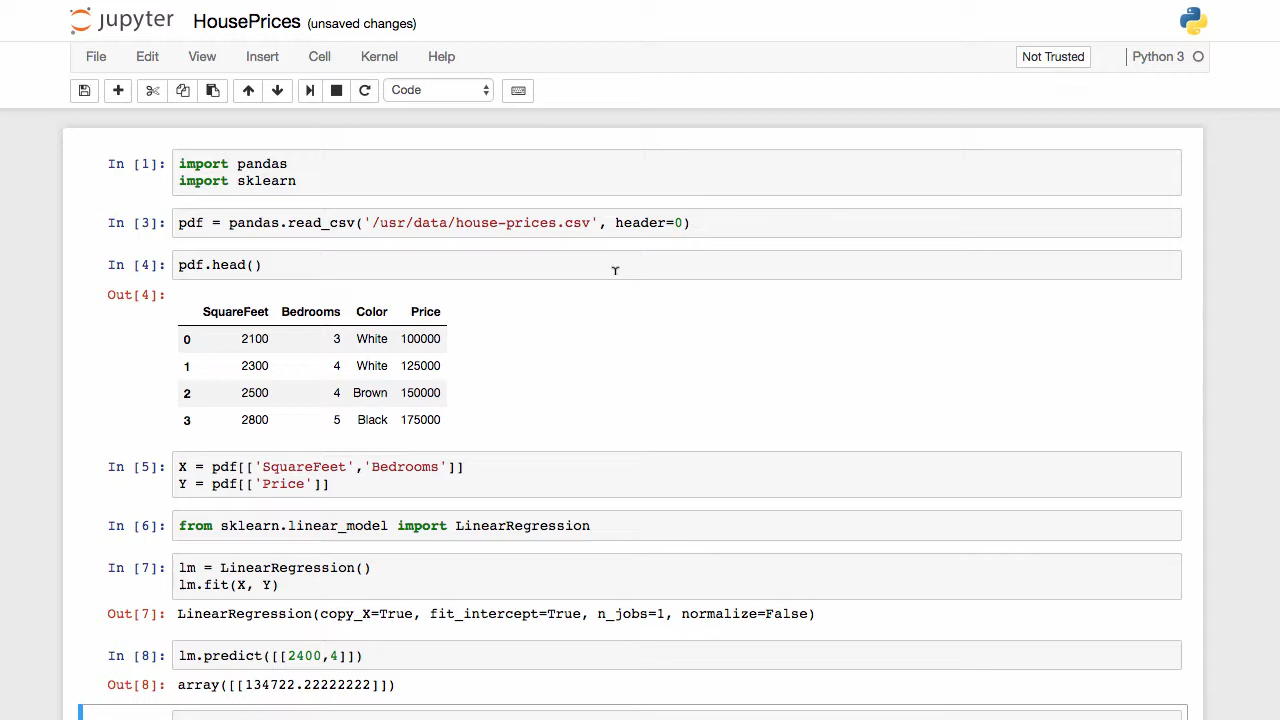 jupyter HousePrices (unsaved changes)
File Edit View Insert Cell Kernel Help Not Trusted Python 3
Code
In [1]: import pandas
import sklearn
In [3]: pdf = pandas.read_csv('/usr/data/house-prices.csv', header=0)
In [4]: pdf.head()
Out[4]:
SquareFeet Bedrooms Color Price
0 2100 3 White 100000
1 2300 4 White 125000
2 2500 4 Brown 150000
3 2800 5 Black 175000
In [5]: X = pdf[['SquareFeet','Bedrooms']]
Y = pdf[['Price']]
In [6]: from sklearn.linear_model import LinearRegression
In [7]: lm = LinearRegression()
lm.fit(X, Y)
Out[7]: LinearRegression(copy_X=True, fit_intercept=True, n_jobs=1, normalize=False)
In [8]: lm.predict([[2400,4]])
Out[8]: array([[134722.22222222]])